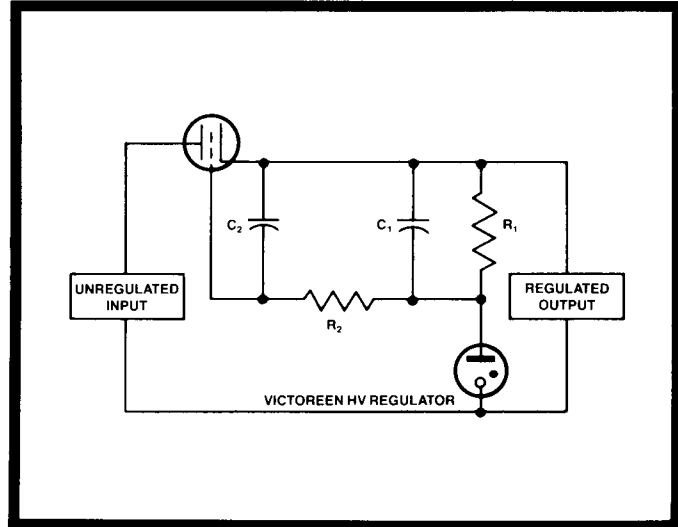 C₂
C₁
R₁
UNREGULATED
INPUT
R₂
REGULATED
OUTPUT
VICTOREEN HV REGULATOR